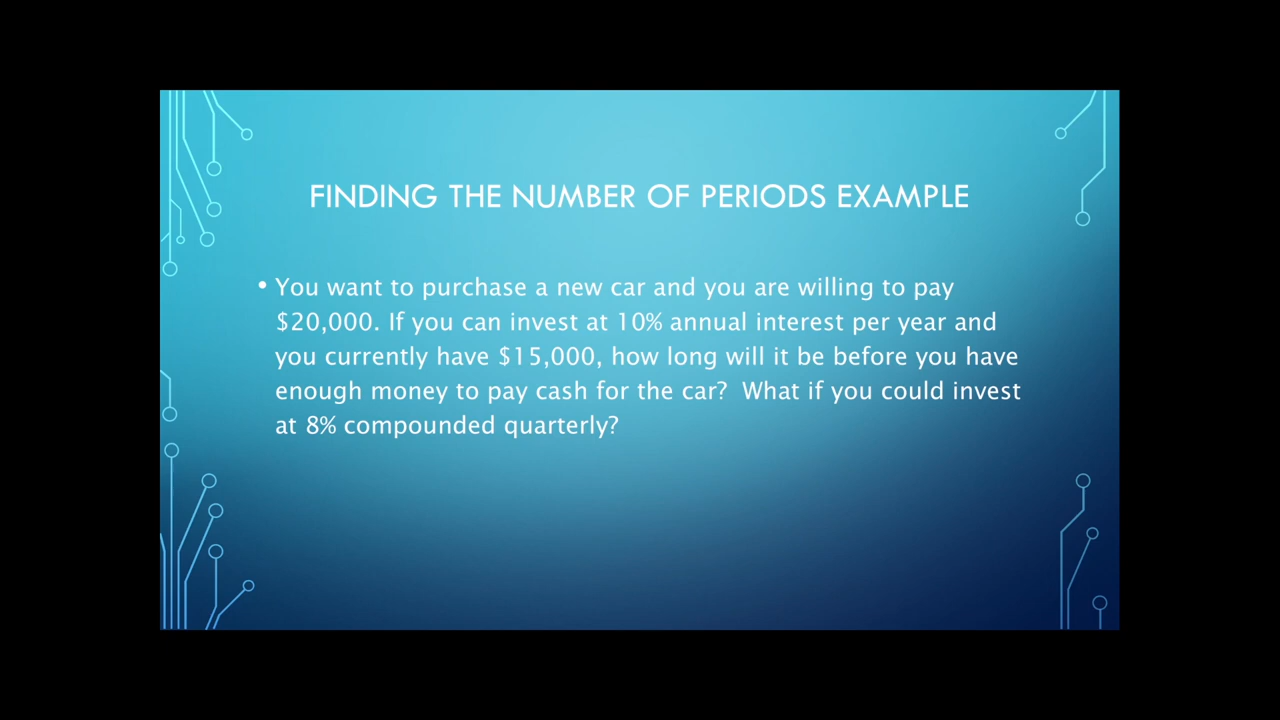 FINDING THE NUMBER OF PERIODS EXAMPLE
• You want to purchase a new car and you are willing to pay
$20,000. If you can invest at 10% annual interest per year and
you currently have $15,000, how long will it be before you have
enough money to pay cash for the car?  What if you could invest
at 8% compounded quarterly?